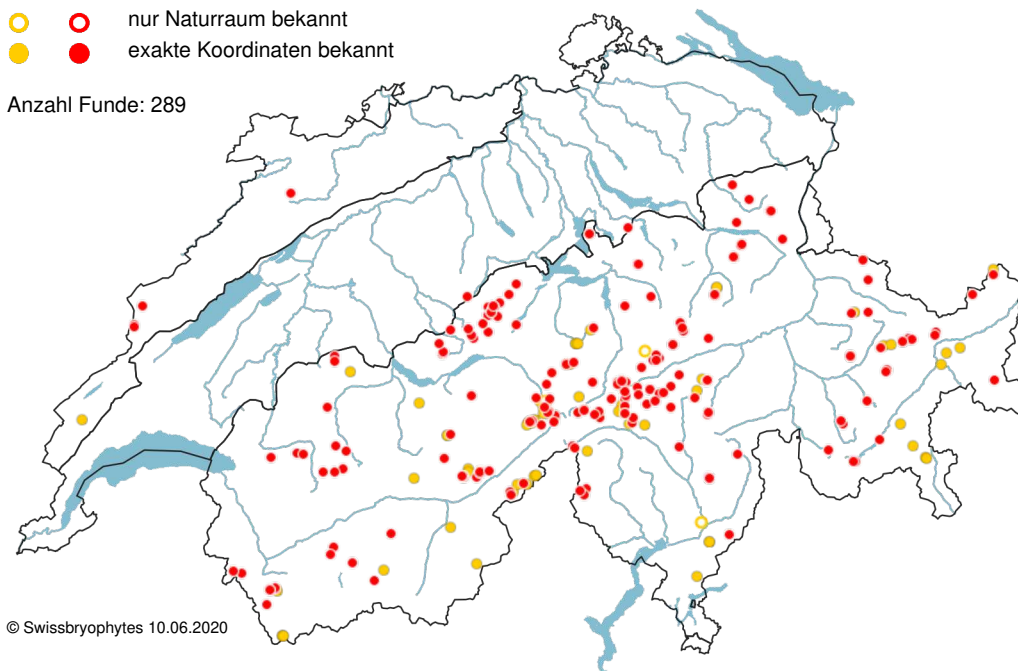 nur Naturraum bekannt
exakte Koordinaten bekannt
Anzahl Funde: 289
© Swissbryophytes 10.06.2020